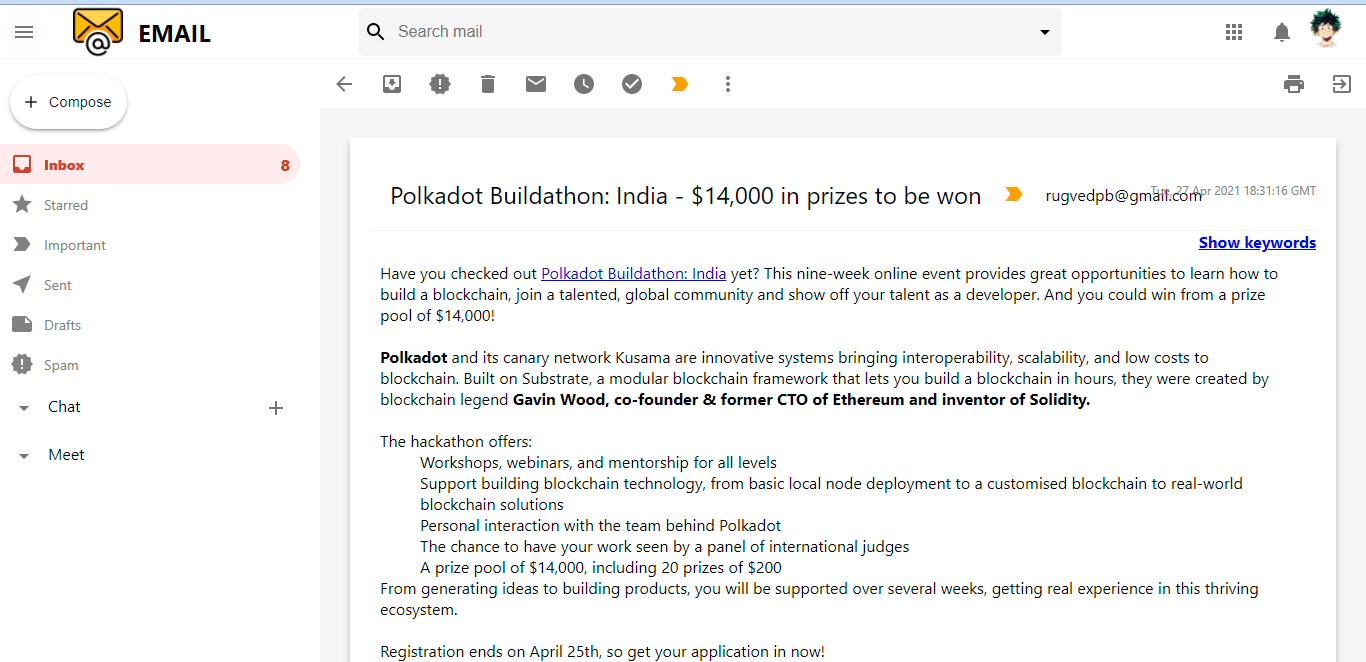 EMAIL
Search mail
Compose
Inbox 8
Starred
Important
Sent
Drafts
Spam
Chat
Meet
Polkadot Buildathon: India - $14,000 in prizes to be won rugvedpb@gmail.com Tue, 27 Apr 2021 18:31:16 GMT
Show keywords
Have you checked out Polkadot Buildathon: India yet? This nine-week online event provides great opportunities to learn how to
build a blockchain, join a talented, global community and show off your talent as a developer. And you could win from a prize
pool of $14,000!
Polkadot and its canary network Kusama are innovative systems bringing interoperability, scalability, and low costs to
blockchain. Built on Substrate, a modular blockchain framework that lets you build a blockchain in hours, they were created by
blockchain legend Gavin Wood, co-founder & former CTO of Ethereum and inventor of Solidity.
The hackathon offers:
Workshops, webinars, and mentorship for all levels
Support building blockchain technology, from basic local node deployment to a customised blockchain to real-world
blockchain solutions
Personal interaction with the team behind Polkadot
The chance to have your work seen by a panel of international judges
A prize pool of $14,000, including 20 prizes of $200
From generating ideas to building products, you will be supported over several weeks, getting real experience in this thriving
ecosystem.
Registration ends on April 25th, so get your application in now!